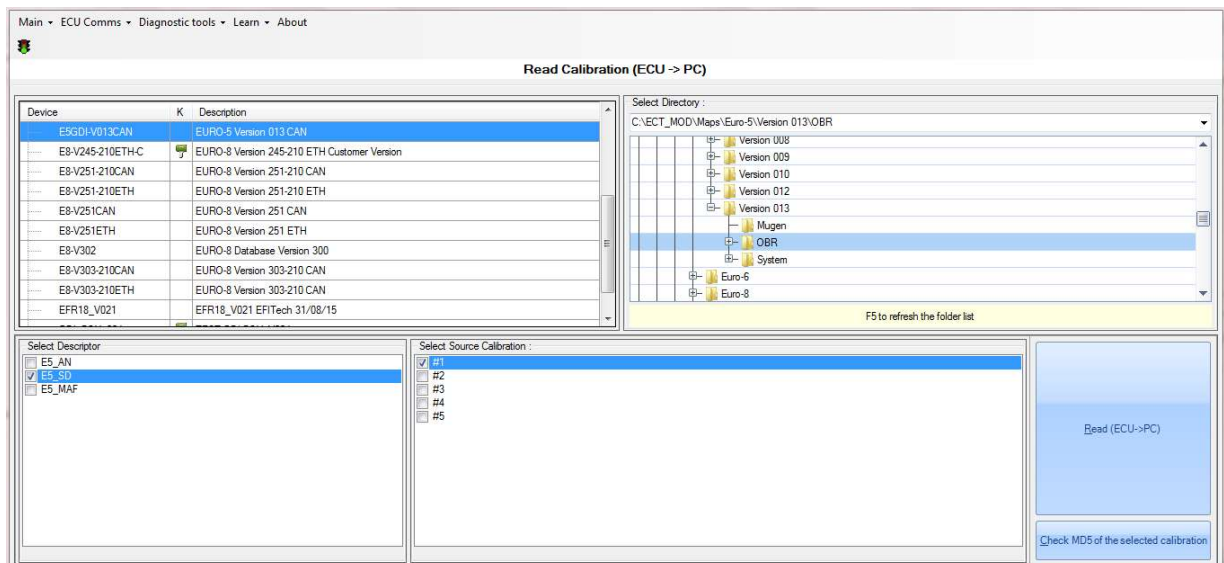 Main ECU Comms Diagnostic tools Learn About
Read Calibration (ECU -> PC)
Device K Description
E5GDI-V013CAN EURO-5 Version 013 CAN
E8-V245-210ETH-C EURO-8 Version 245-210 ETH Customer Version
E8-V251-210CAN EURO-8 Version 251-210 CAN
E8-V251-210ETH EURO-8 Version 251-210 ETH
E8-V251CAN EURO-8 Version 251 CAN
E8-V251ETH EURO-8 Version 251 ETH
E8-V302 EURO-8 Database Version 300
E8-V303-210CAN EURO-8 Version 303-210 CAN
E8-V303-210ETH EURO-8 Version 303-210 CAN
EFR18_V021 EFR18_V021 EFITech 31/08/15
Select Directory :
C:\ECT_MOD\Maps\Euro-5\Version 013\OBR
Version 008
Version 009
Version 010
Version 012
Version 013
Mugen
OBR
System
Euro-6
Euro-8
F5 to refresh the folder list
Select Descriptor
E5_AN
E5_SD
E5_MAF
Select Source Calibration :
#1
#2
#3
#4
#5
Read (ECU->PC)
Check MD5 of the selected calibration